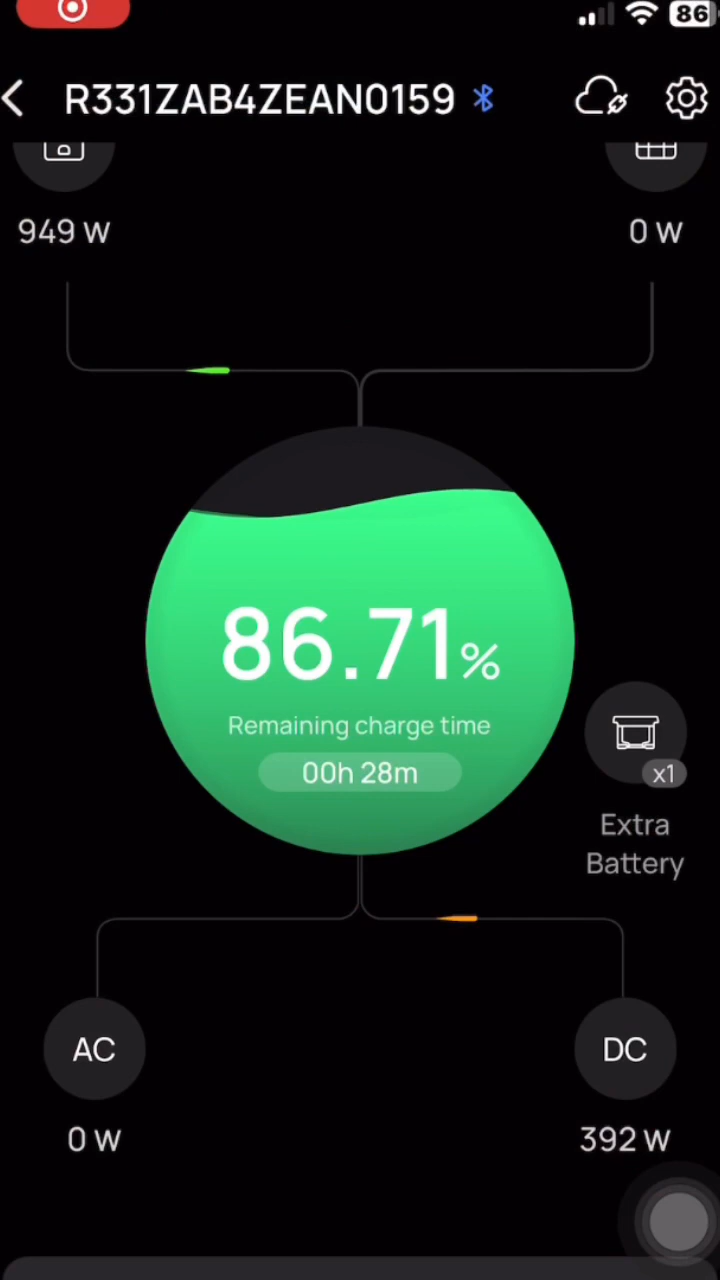 86
R331ZAB4ZEAN0159
949 W
0 W
86.71%
Remaining charge time
00h 28m
x1
Extra
Battery
AC
DC
0 W
392 W